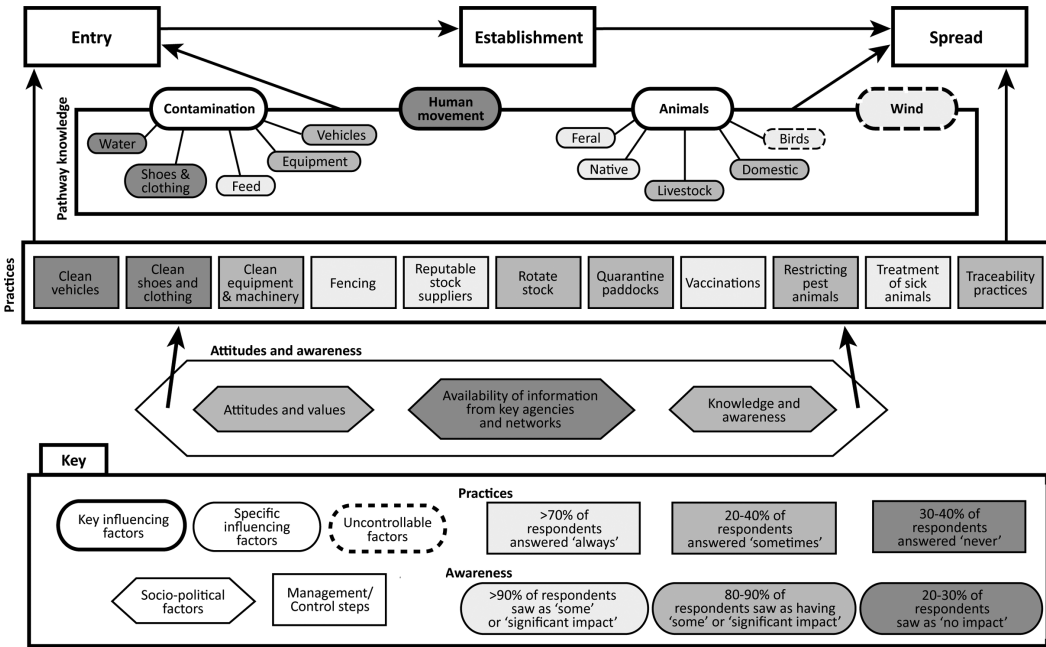 Entry
Establishment
Spread
Pathway knowledge
Contamination
Human
movement
Animals
Wind
Water
Shoes &
clothing
Feed
Equipment
Vehicles
Feral
Native
Livestock
Domestic
Birds
Practices
Clean
vehicles
Clean
shoes and
clothing
Clean
equipment
& machinery
Fencing
Reputable
stock
suppliers
Rotate
stock
Quarantine
paddocks
Vaccinations
Restricting
pest
animals
Treatment
of sick
animals
Traceability
practices
Attitudes and awareness
Attitudes and values
Availability of information
from key agencies
and networks
Knowledge and
awareness
Key
Key influencing
factors
Specific
influencing
factors
Uncontrollable
factors
Socio-political
factors
Management/
Control steps
Practices
>70% of
respondents
answered ‘always’
20-40% of
respondents
answered ‘sometimes’
30-40% of
respondents
answered ‘never’
Awareness
>90% of respondents
saw as ‘some’
or ‘significant impact’
80-90% of
respondents saw as having
‘some’ or ‘significant impact’
20-30% of
respondents
saw as ‘no impact’